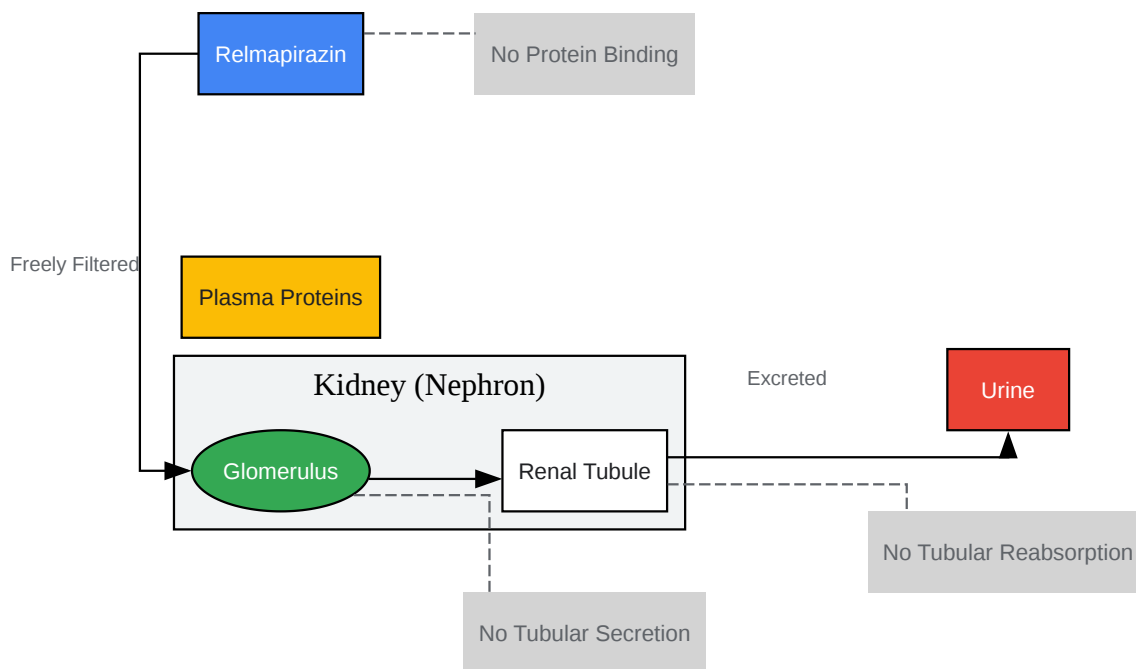 Relmapirazin
No Protein Binding
Freely Filtered
Plasma Proteins
Kidney (Nephron)
Excreted
Urine
Glomerulus
Renal Tubule
No Tubular Reabsorption
No Tubular Secretion